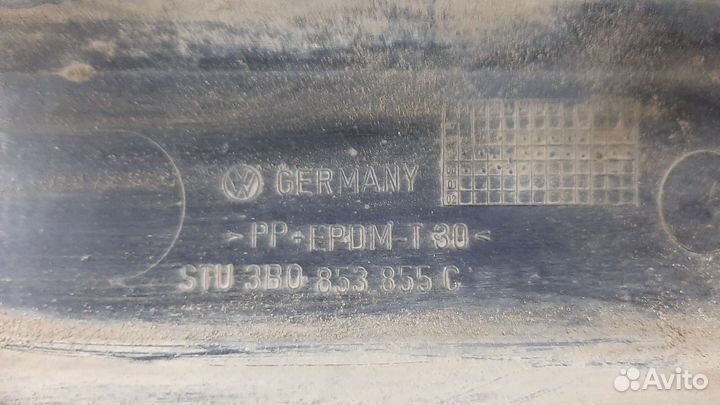 GERMANY
>PP+EPDM-T30<
STU 3B0 853 855 C
Avito